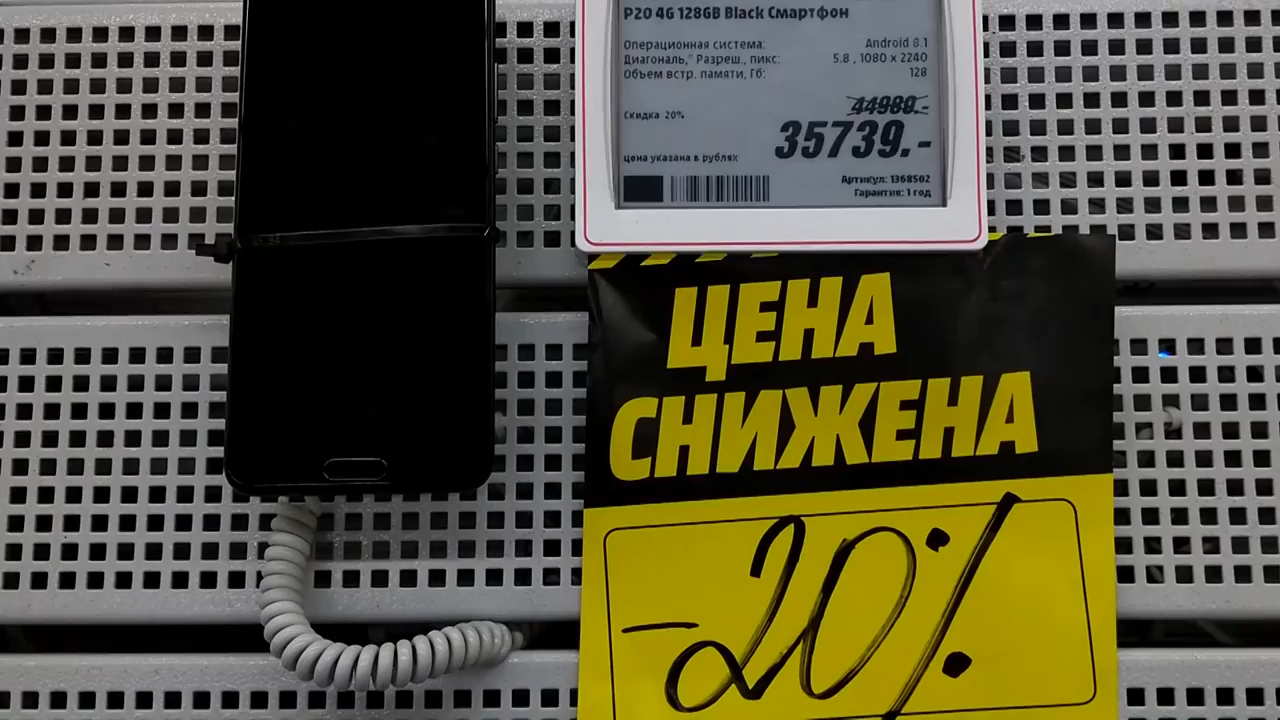 P20 4G 128GB Black Смартфон
Операционная система: Android 8.1
Диагональ," Разреш., пикс: 5.8 , 1080 x 2240
Объем встр. памяти, Гб: 128
44980.-
Скидка 20%
35739.-
цена указана в рублях
Артикул: 1368502
Гарантия: 1 год
ЦЕНА
СНИЖЕНА
-20%